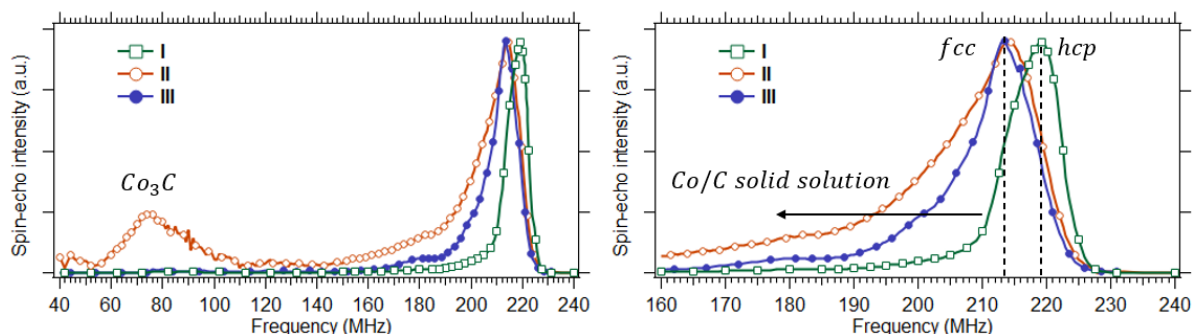 Spin-echo intensity (a.u.)
I
II
III
Co₃C
40 60 80 100 120 140 160 180 200 220 240
Frequency (MHz)
Spin-echo intensity (a.u.)
I
II
III
fcc
hcp
Co/C solid solution
160 170 180 190 200 210 220 230 240
Frequency (MHz)